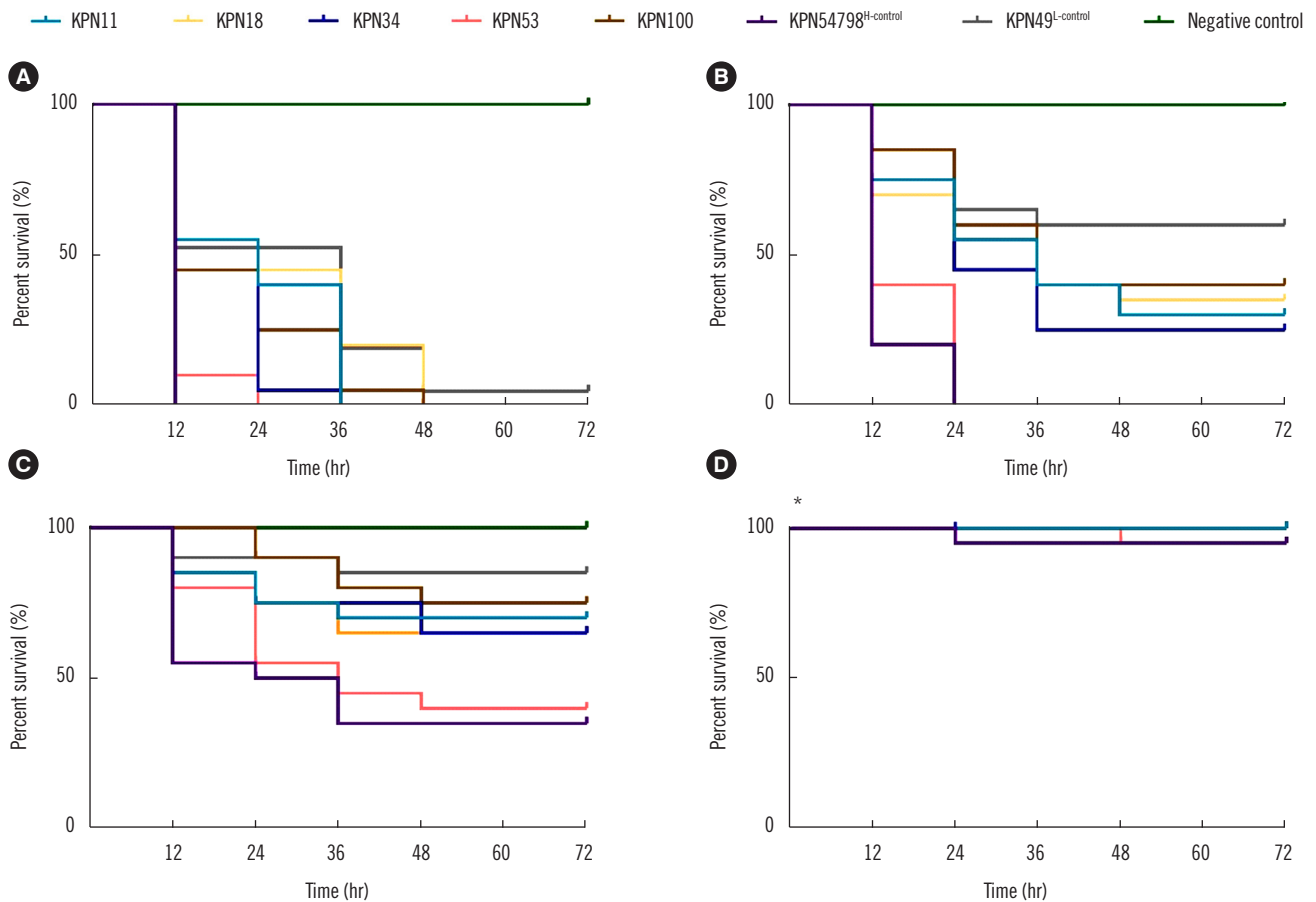 KPN11 KPN18 KPN34 KPN53 KPN100 KPN54798H-control KPN49L-control Negative control
A
100
50
0
Percent survival (%)
12 24 36 48 60 72
Time (hr)
B
100
50
0
Percent survival (%)
12 24 36 48 60 72
Time (hr)
C
100
50
0
Percent survival (%)
12 24 36 48 60 72
Time (hr)
D
*
100
50
0
Percent survival (%)
12 24 36 48 60 72
Time (hr)